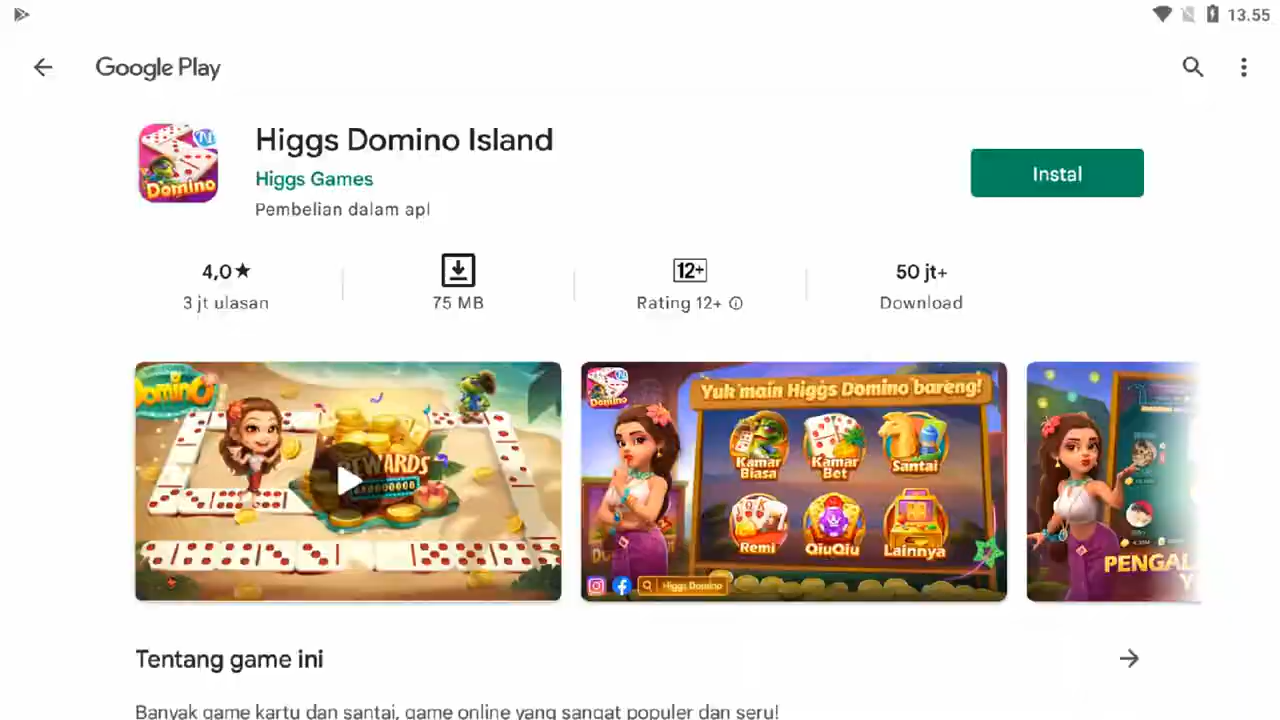 13.55
Google Play
Higgs Domino Island
Higgs Games
Pembelian dalam apl
Instal
Domino
4,0★
3 jt ulasan
75 MB
12+
Rating 12+
50 jt+
Download
Domino
REWARDS
Domino
Yuk main Higgs Domino bareng!
Kamar Biasa
Kamar Bet
Santai
Remi
QiuQiu
Lainnya
Higgs Domino
PENGAL
Y
Tentang game ini
Banyak game kartu dan santai, game online yang sangat populer dan seru!